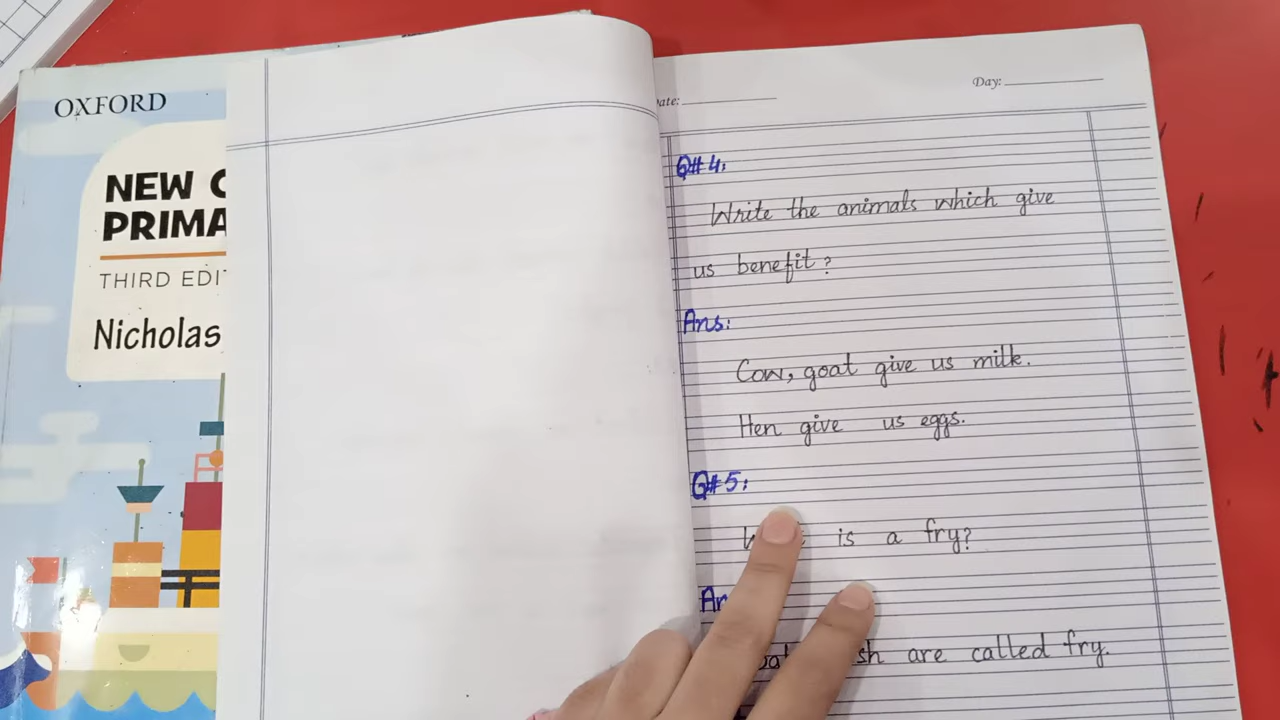 OXFORD
NEW
PRIMA
THIRD EDI
Nicholas
ate:
Day:
Q# 4:
Write the animals which give
us benefit?
Ans:
Cow, goat give us milk.
Hen give us eggs.
Q# 5:
is a fry?
are called fry.